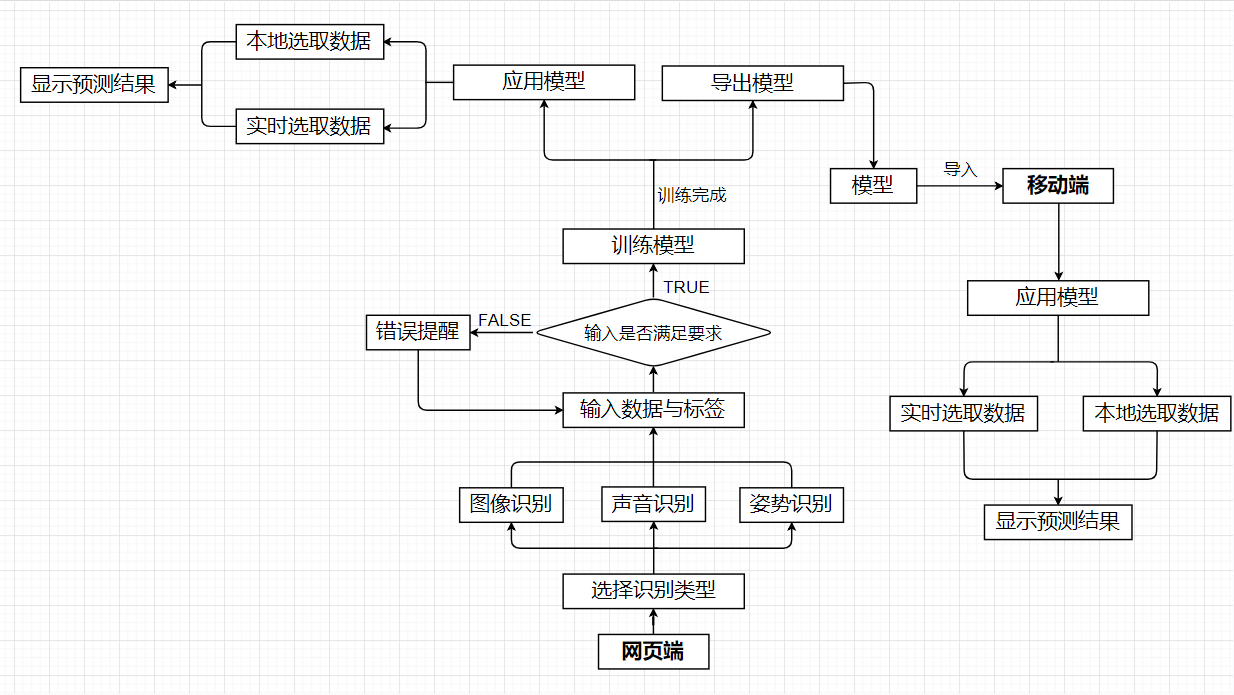 本地选取数据
显示预测结果
应用模型
导出模型
实时选取数据
模型
导入
移动端
训练完成
训练模型
TRUE
应用模型
错误提醒
FALSE
输入是否满足要求
输入数据与标签
实时选取数据
本地选取数据
图像识别
声音识别
姿势识别
显示预测结果
选择识别类型
网页端